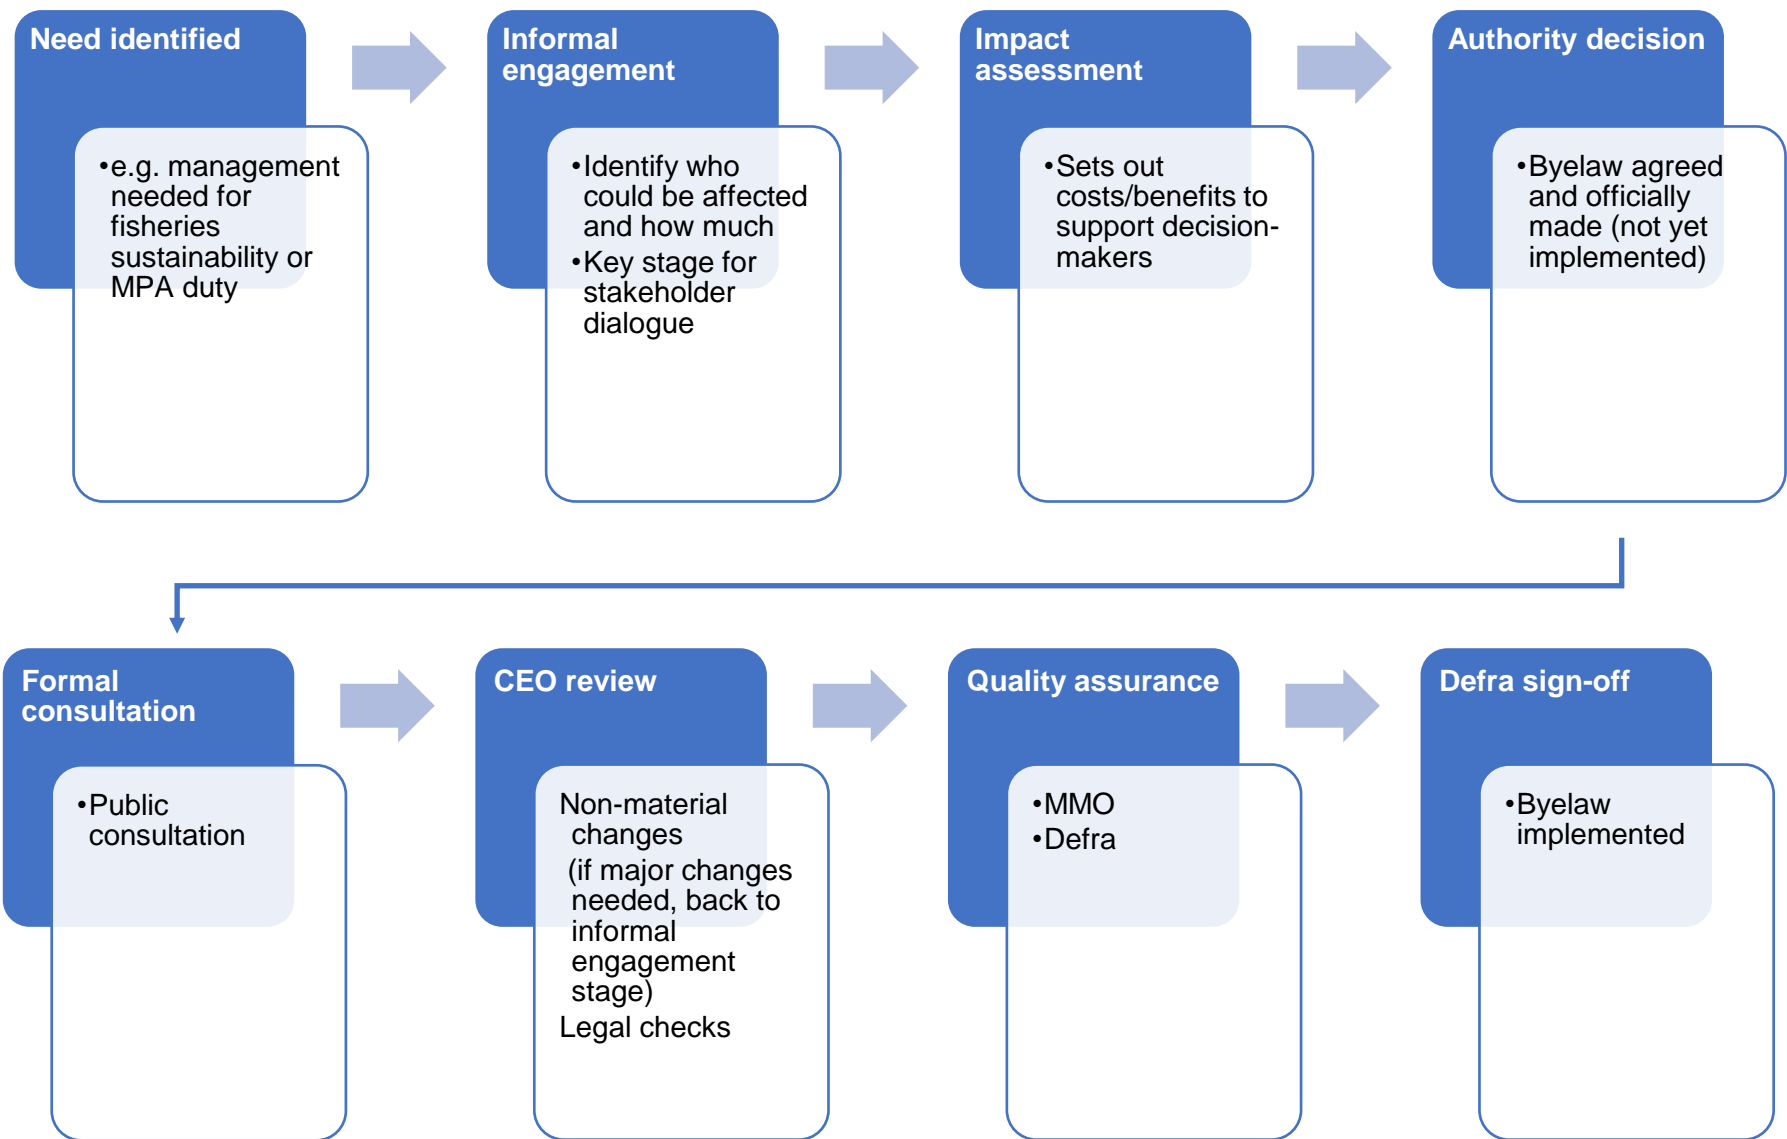 Need identified
•e.g. management
needed for
fisheries
sustainability or
MPA duty
Informal
engagement
•Identify who
could be affected
and how much
•Key stage for
stakeholder
dialogue
Impact
assessment
•Sets out
costs/benefits to
support decision-
makers
Authority decision
•Byelaw agreed
and officially
made (not yet
implemented)
Formal
consultation
•Public
consultation
CEO review
Non-material
changes
(if major changes
needed, back to
informal
engagement
stage)
Legal checks
Quality assurance
•MMO
•Defra
Defra sign-off
•Byelaw
implemented